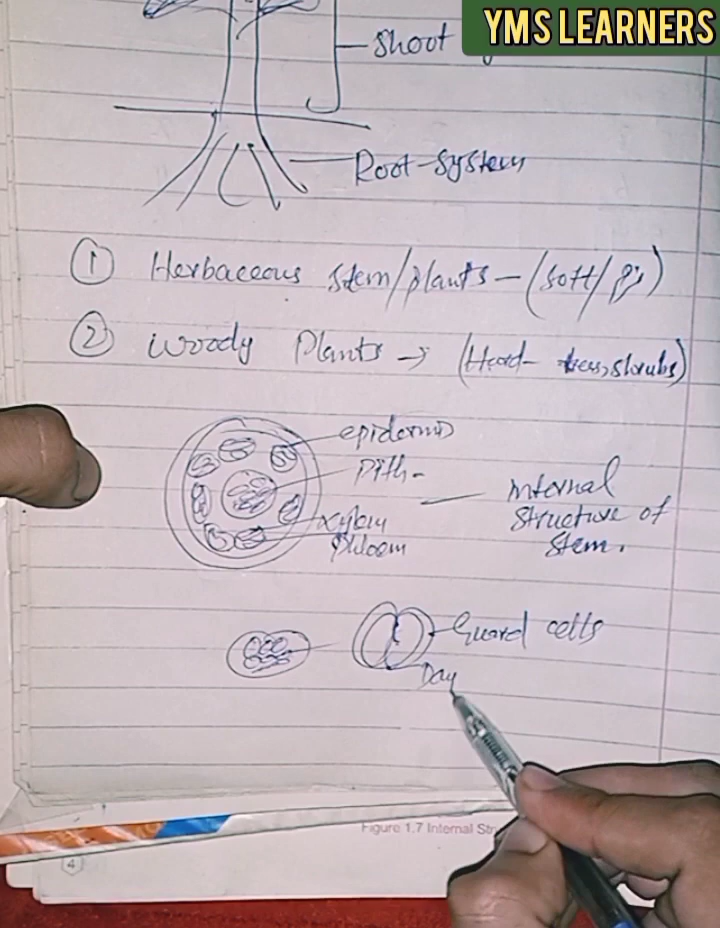 YMS LEARNERS
Shoot
Root-System
① Herbaceous Stem/plants - (soft/
② Woody Plants → (Hard- trees, shrubs)
epidermis
Pith-
xylem
Phloem
internal
structure of
stem.
Guard cells
Day
Figure 1.7 Internal Str
4